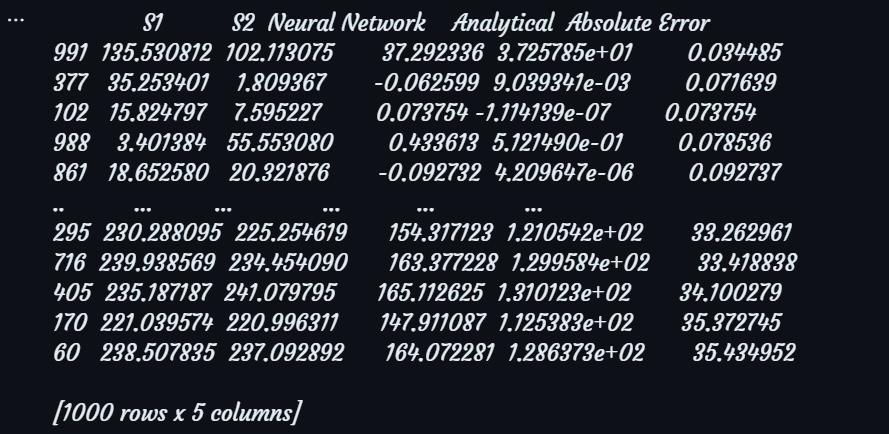 ... S1 S2 Neural Network Analytical Absolute Error
991 135.530812 102.113075 37.292336 3.725785e+01 0.034485
377 35.253401 1.809367 -0.062599 9.039341e-03 0.071639
102 15.824797 7.595227 0.073754 -1.114139e-07 0.073754
988 3.401384 55.553080 0.433613 5.121490e-01 0.078536
861 18.652580 20.321876 -0.092732 4.209647e-06 0.092737
.. ... ... ... ... ...
295 230.288095 225.254619 154.317123 1.210542e+02 33.262961
716 239.938569 234.454090 163.377228 1.299584e+02 33.418838
405 235.187187 241.079795 165.112625 1.310123e+02 34.100279
170 221.039574 220.996311 147.911087 1.125383e+02 35.372745
60 238.507835 237.092892 164.072281 1.286373e+02 35.434952
[1000 rows x 5 columns]